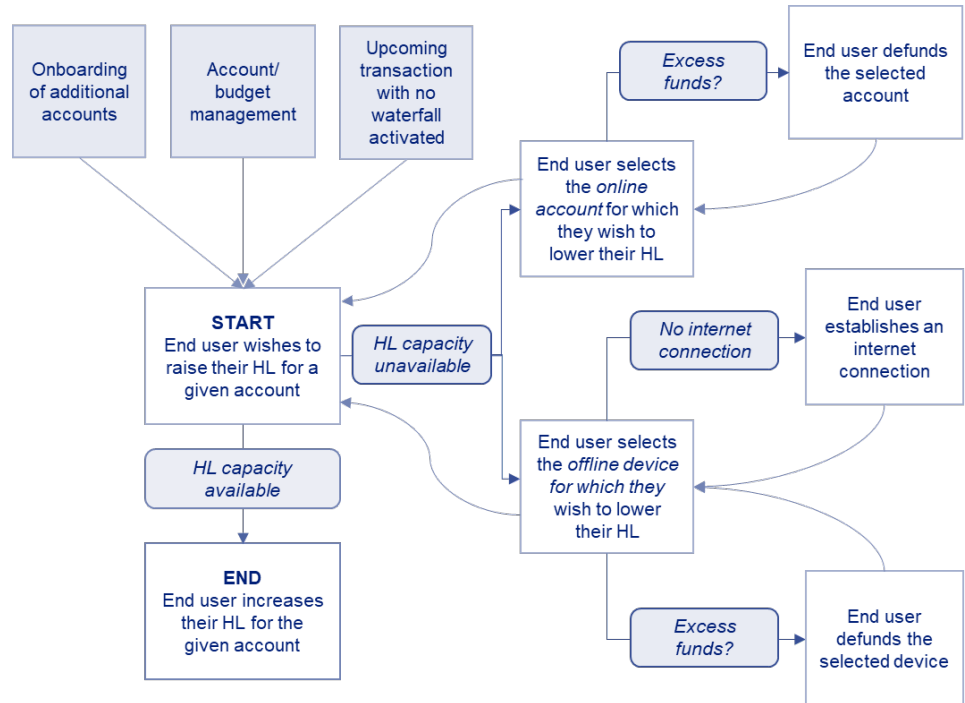 Onboarding
of additional
accounts
Account/
budget
management
Upcoming
transaction
with no
waterfall
activated
Excess
funds?
End user defunds
the selected
account
End user selects
the online
account for which
they wish to
lower their HL
START
End user wishes to
raise their HL for a
given account
HL capacity
unavailable
No internet
connection
End user
establishes an
internet
connection
HL capacity
available
End user selects
the offline device
for which they
wish to lower
their HL
END
End user increases
their HL for the
given account
Excess
funds?
End user
defunds the
selected device